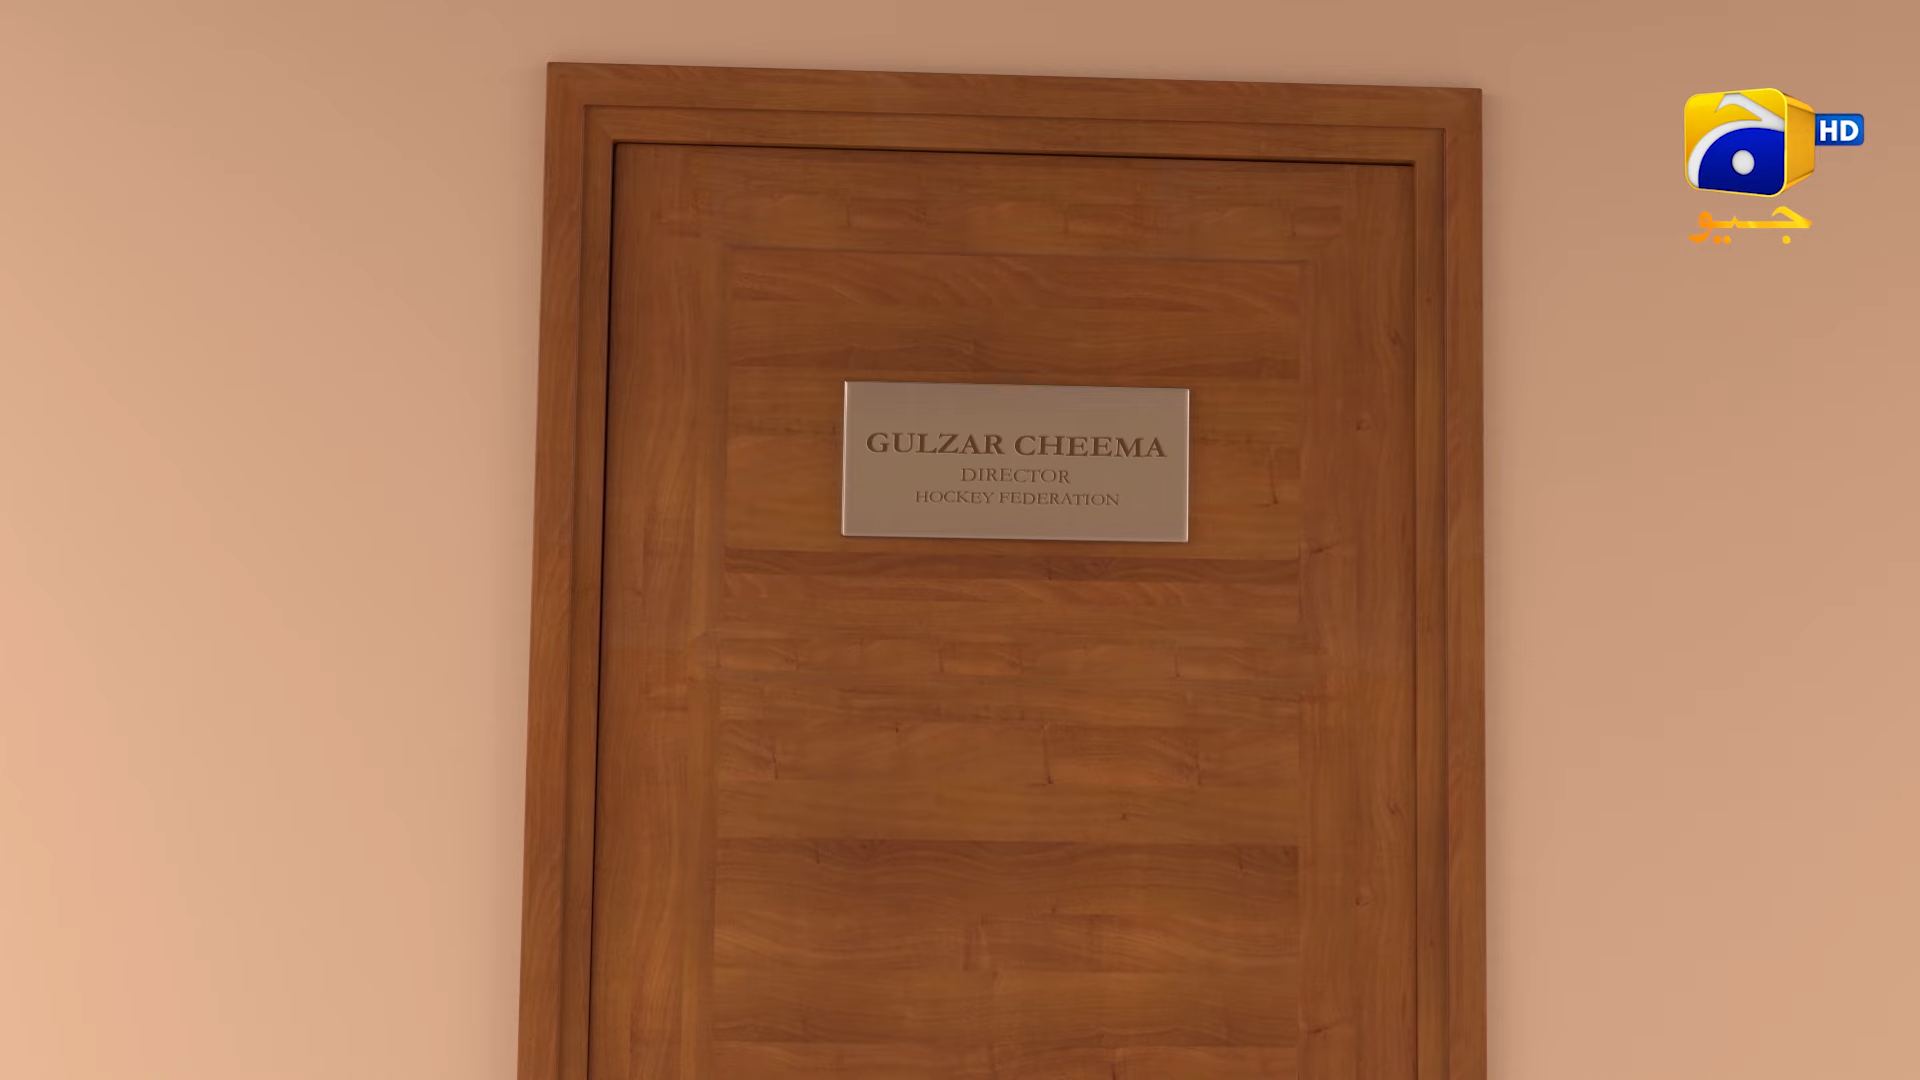 HD
جیو
GULZAR CHEEMA
DIRECTOR
HOCKEY FEDERATION